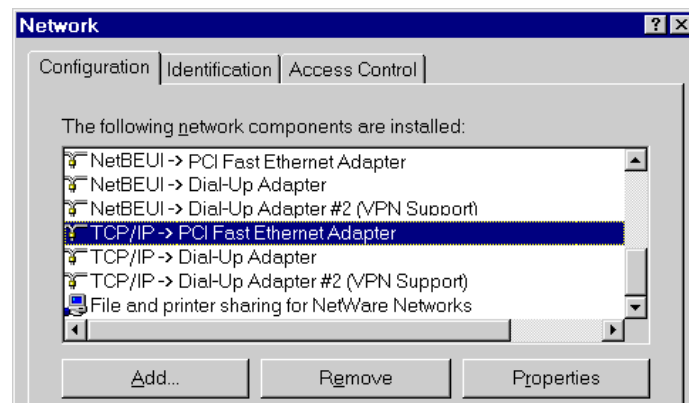 Network
Configuration Identification Access Control
The following network components are installed:
NetBEUI -> PCI Fast Ethernet Adapter
NetBEUI -> Dial-Up Adapter
NetBEUI -> Dial-Up Adapter #2 (VPN Support)
TCP/IP -> PCI Fast Ethernet Adapter
TCP/IP -> Dial-Up Adapter
TCP/IP -> Dial-Up Adapter #2 (VPN Support)
File and printer sharing for NetWare Networks
Add... Remove Properties